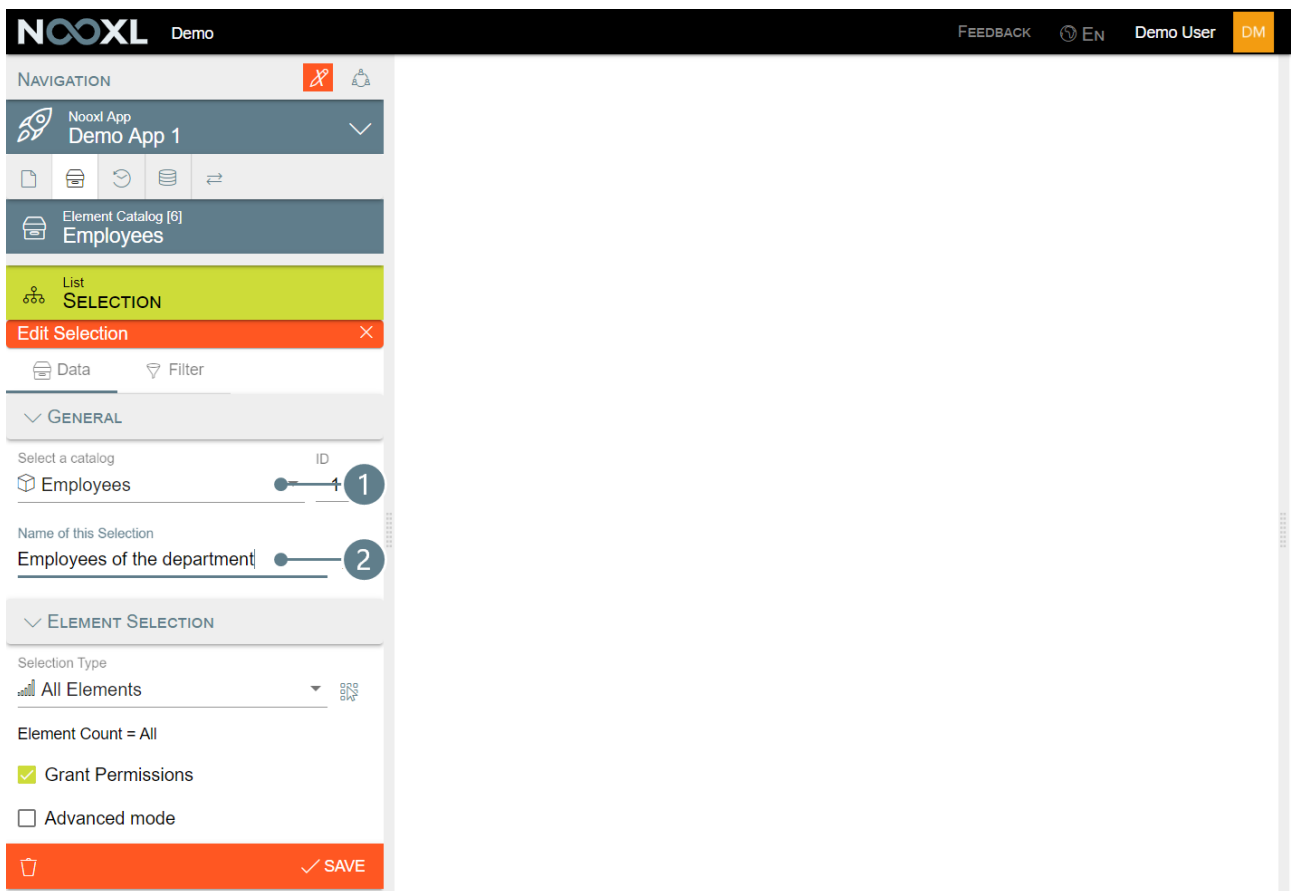 NOOXL Demo FEEDBACK EN Demo User DM
NAVIGATION
Nooxl App
Demo App 1
Element Catalog [6]
Employees
List
SELECTION
Edit Selection
Data Filter
GENERAL
Select a catalog ID
Employees 1 1
Name of this Selection
Employees of the department 2
ELEMENT SELECTION
Selection Type
All Elements
Element Count = All
Grant Permissions
Advanced mode
SAVE